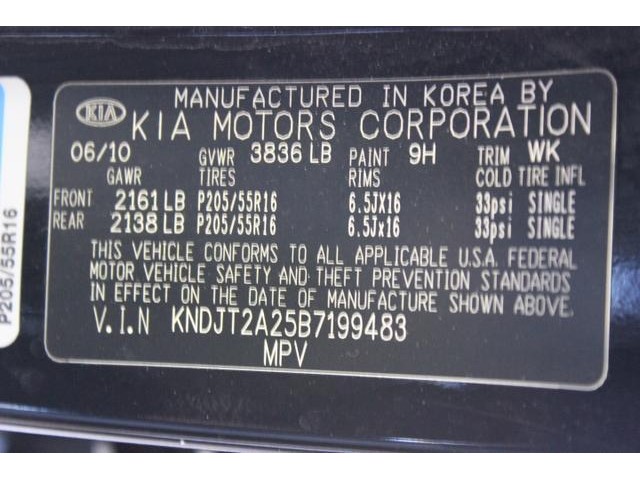 MANUFACTURED IN KOREA BY
KIA KIA MOTORS CORPORATION
06/10 GVWR 3836 LB PAINT 9H TRIM WK
GAWR TIRES RIMS COLD TIRE INFL
FRONT 2161 LB P205/55R16 6.5JX16 33psi SINGLE
REAR 2138 LB P205/55R16 6.5Jx16 33psi SINGLE
THIS VEHICLE CONFORMS TO ALL APPLICABLE U.S.A. FEDERAL
MOTOR VEHICLE SAFETY AND THEFT PREVENTION STANDARDS
IN EFFECT ON THE DATE OF MANUFACTURE SHOWN ABOVE.
V.I.N KNDJT2A25B7199483
MPV
P205/55R16